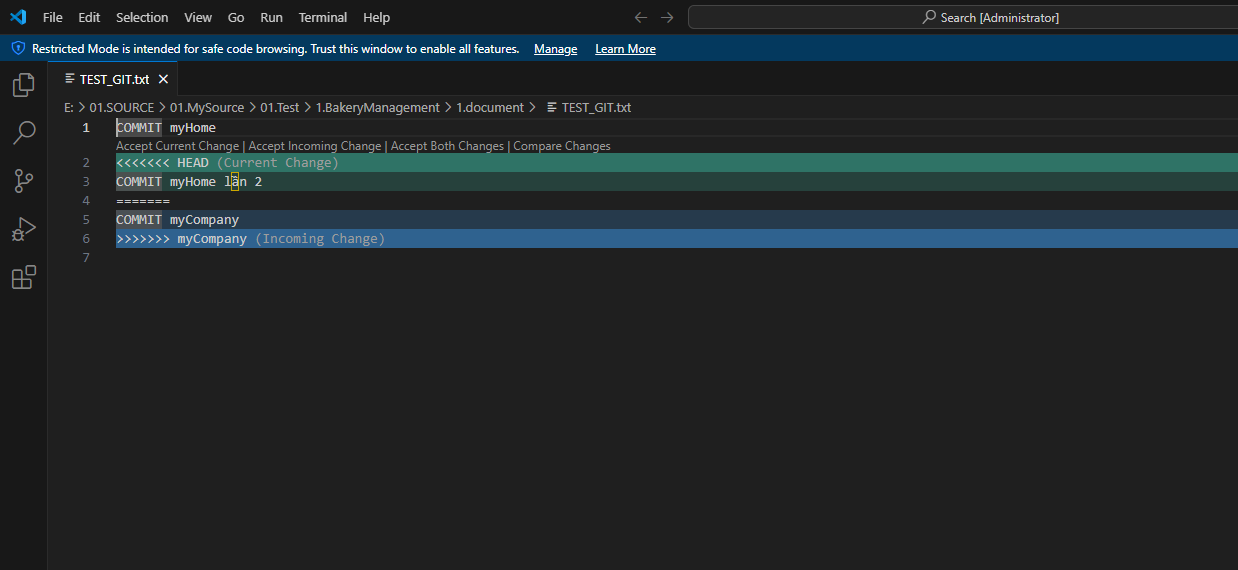 File Edit Selection View Go Run Terminal Help
Search [Administrator]
Restricted Mode is intended for safe code browsing. Trust this window to enable all features. Manage Learn More
TEST_GIT.txt
E: > 01.SOURCE > 01.MySource > 01.Test > 1.BakeryManagement > 1.document > TEST_GIT.txt
1 COMMIT myHome
Accept Current Change | Accept Incoming Change | Accept Both Changes | Compare Changes
2 <<<<<<< HEAD (Current Change)
3 COMMIT myHome lần 2
4 =======
5 COMMIT myCompany
6 >>>>>>> myCompany (Incoming Change)
7